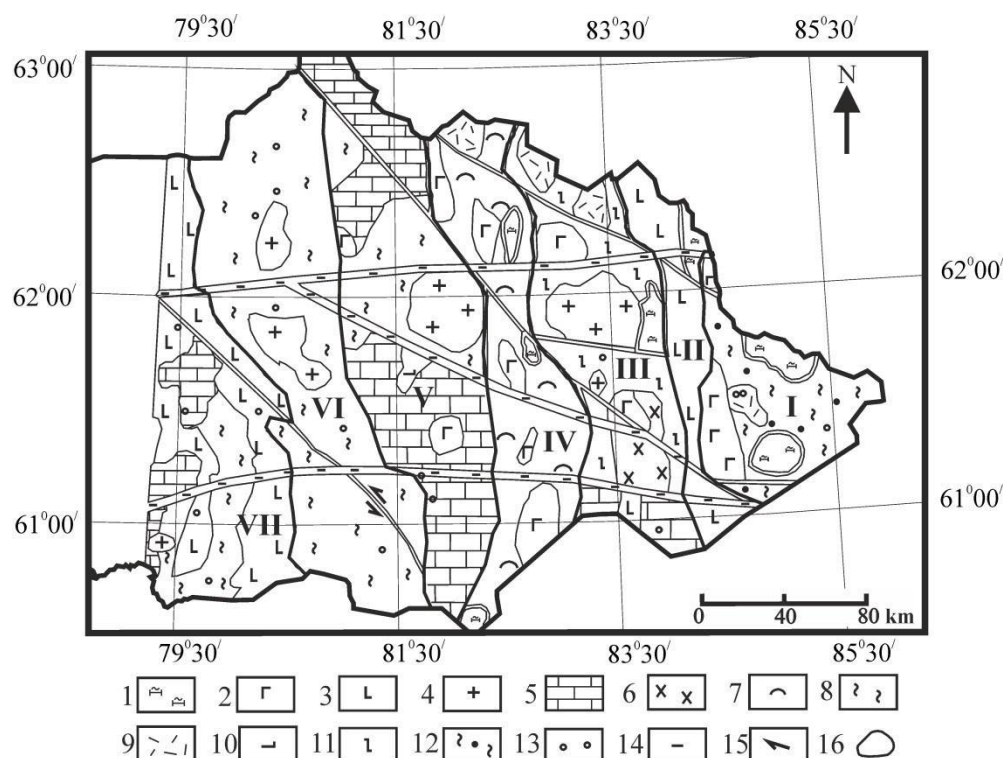 79°30′ 81°30′ 83°30′ 85°30′
63°00′
N
62°00′ 62°00′
II
III I
V
VI
IV
61°00′ 61°00′
VII
0 40 80 km
79°30′ 81°30′ 83°30′ 85°30′
1 2 3 4 5 6 7 8
9 10 11 12 13 14 15 16